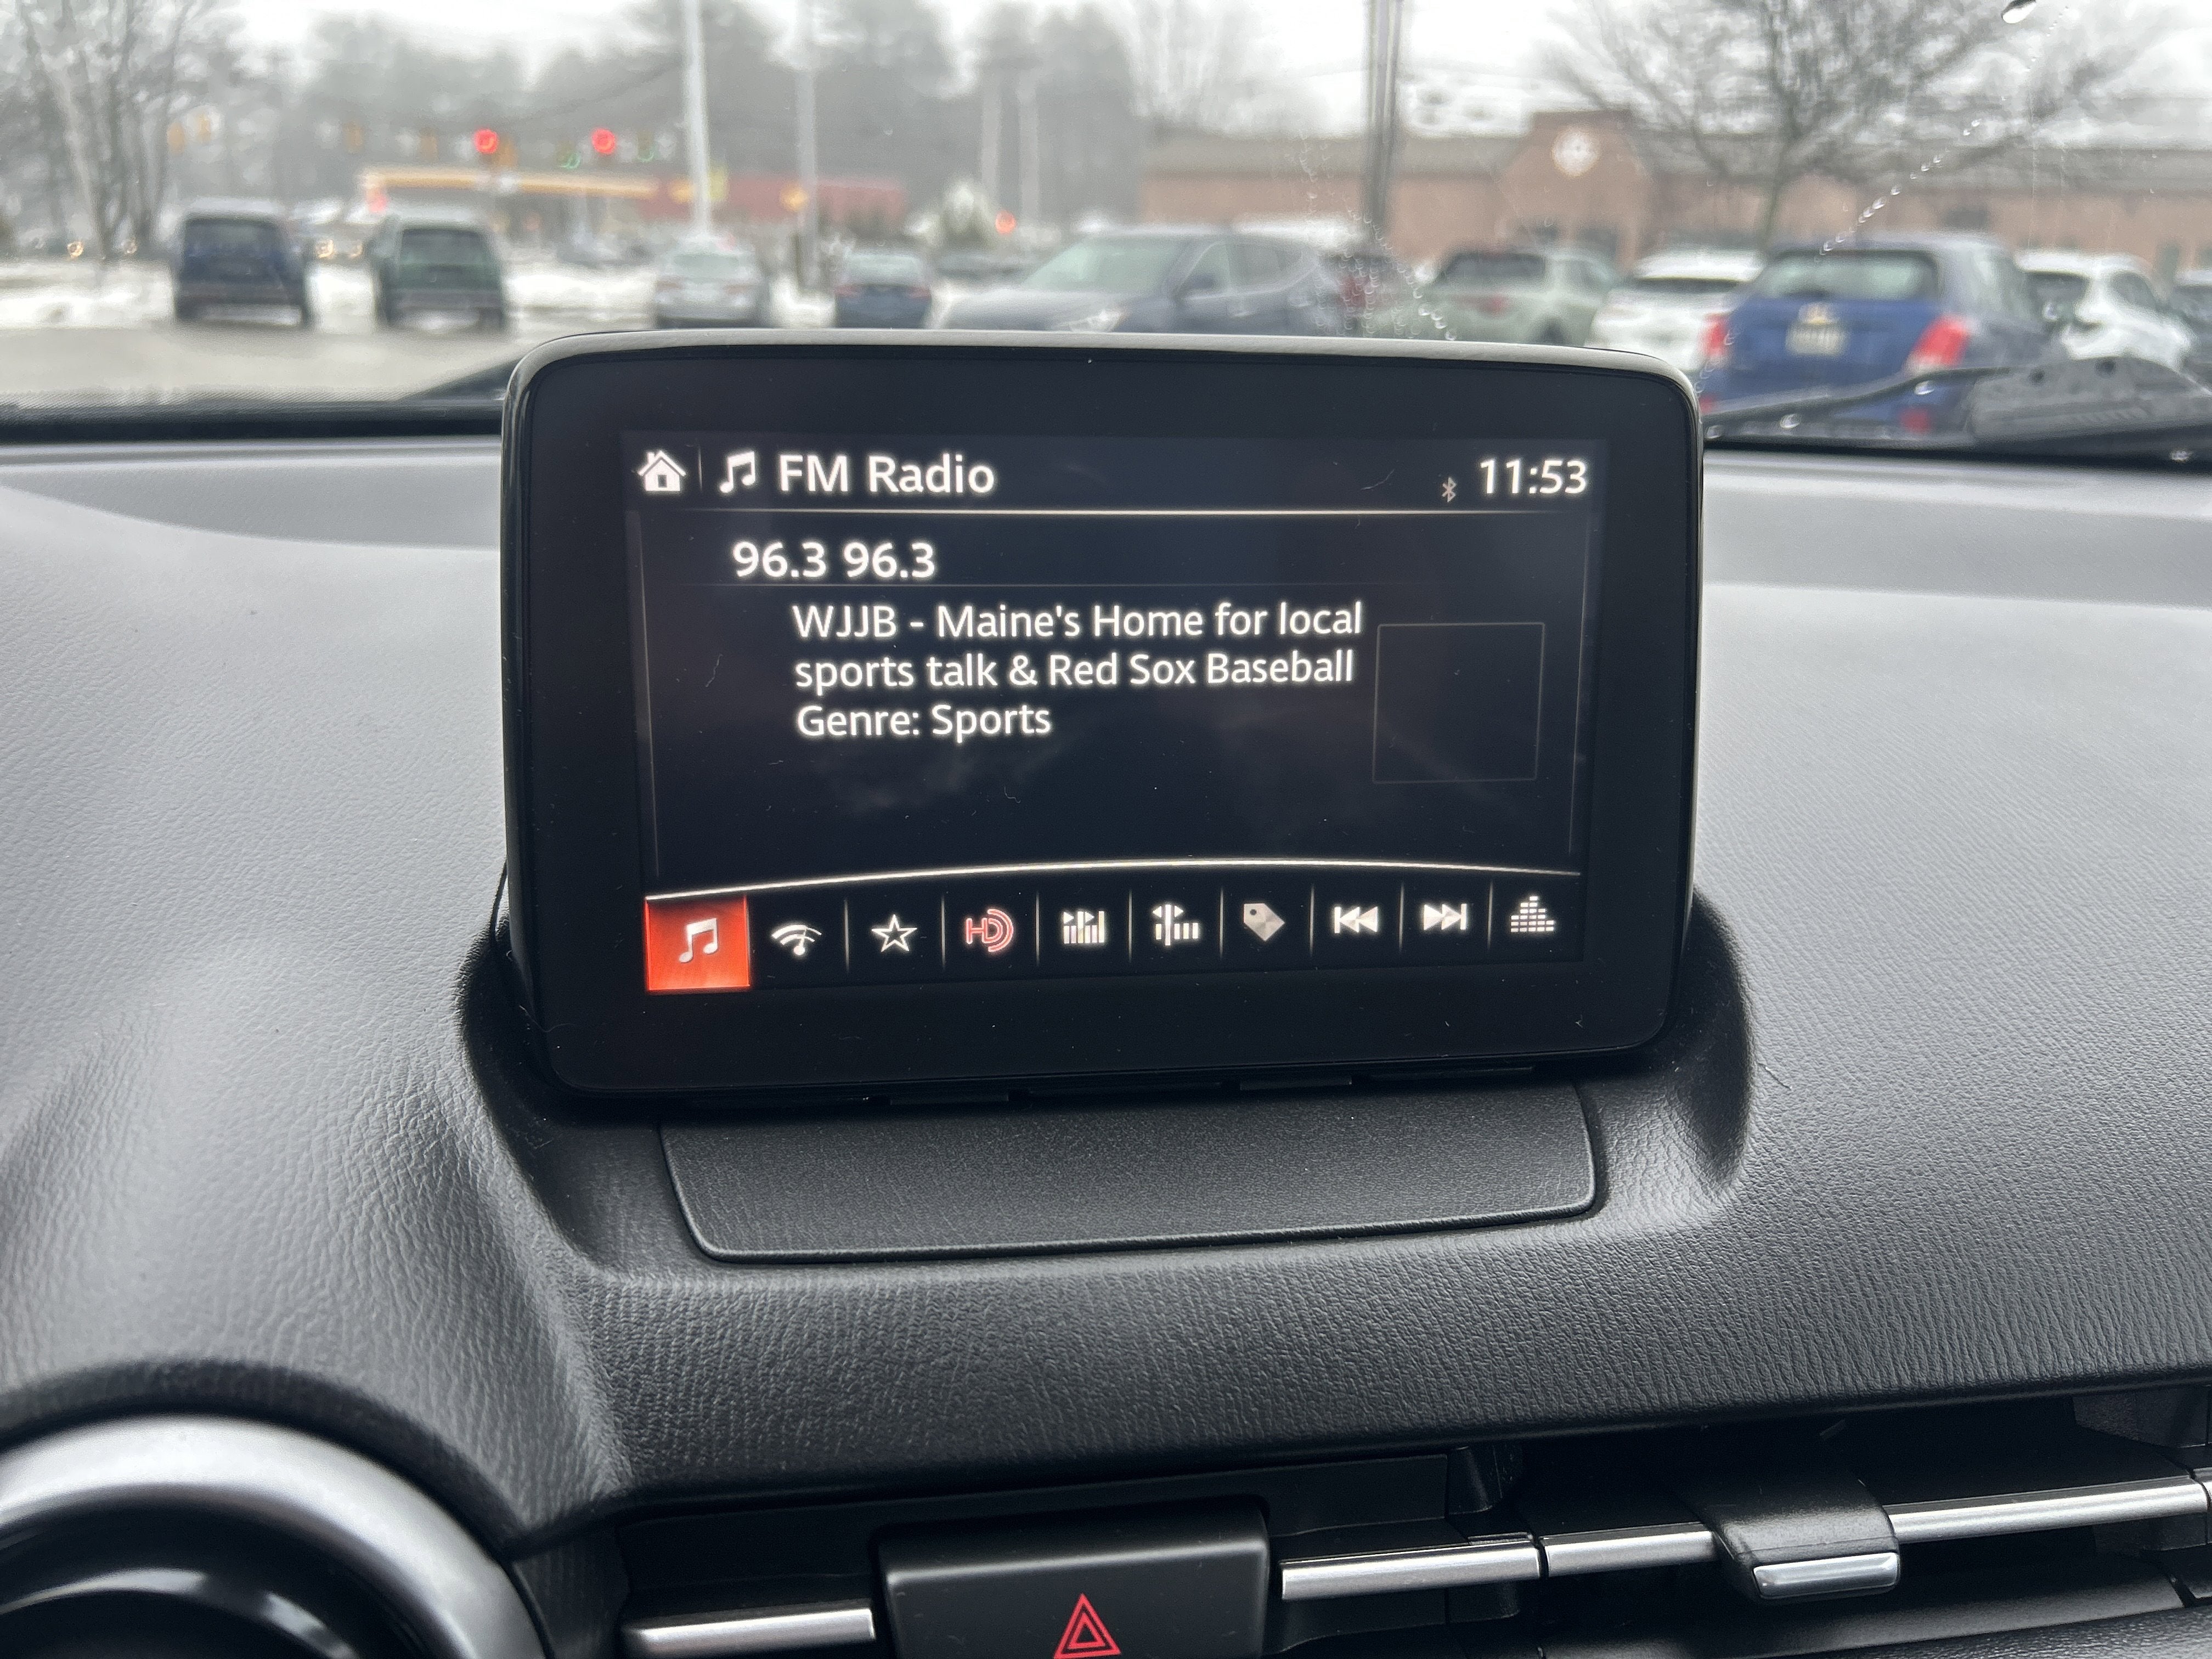 FM Radio
11:53
96.3 96.3
WJJB - Maine's Home for local
sports talk & Red Sox Baseball
Genre: Sports
HD